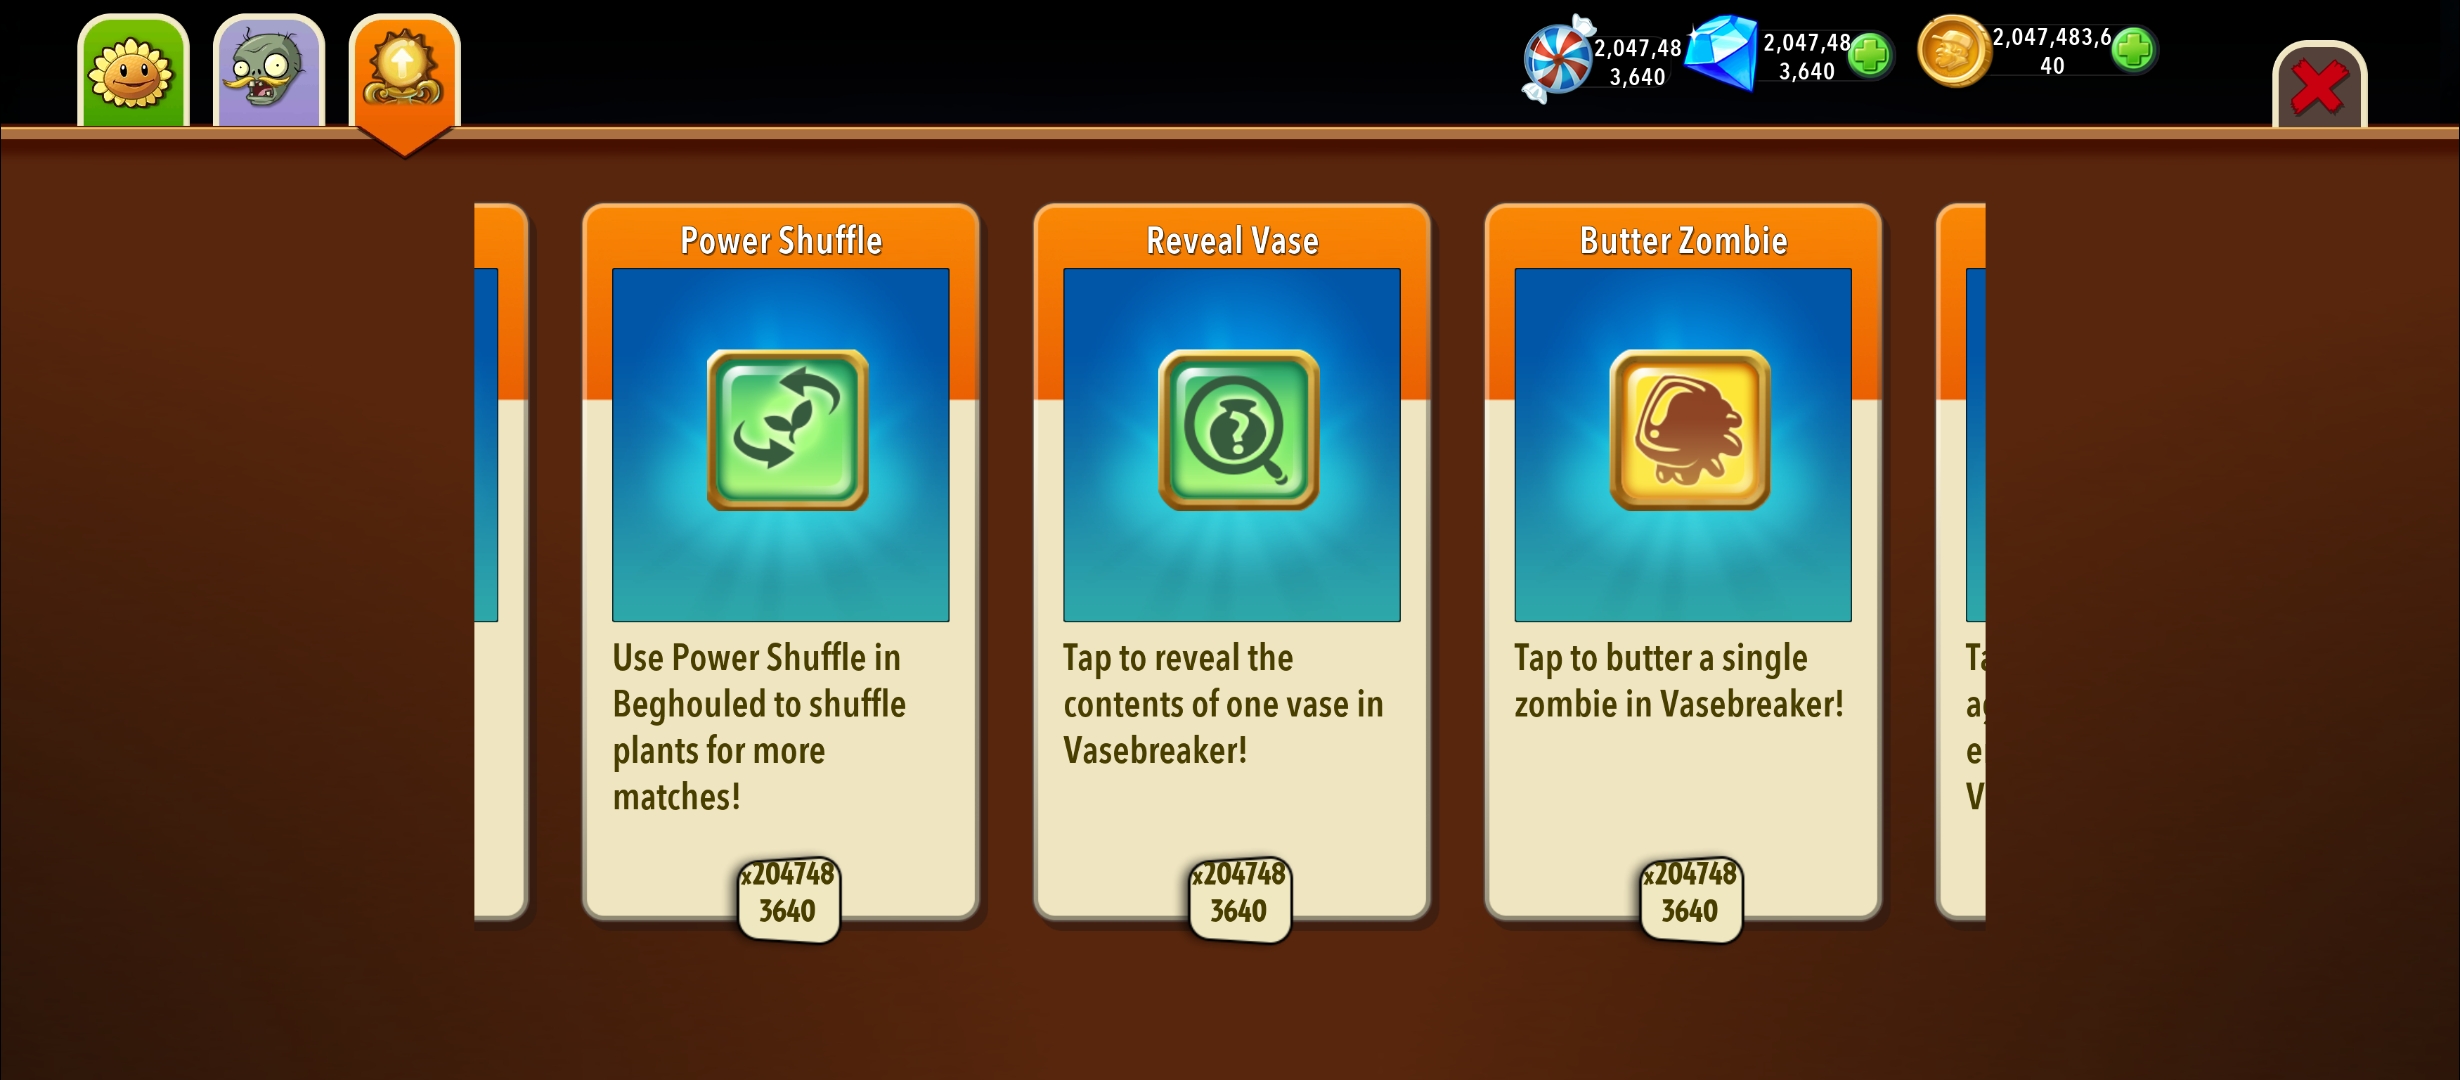 2,047,48
3,640
2,047,48
3,640
2,047,483,6
40
Power Shuffle
Use Power Shuffle in
Beghouled to shuffle
plants for more
matches!
x204748
3640
Reveal Vase
Tap to reveal the
contents of one vase in
Vasebreaker!
x204748
3640
Butter Zombie
Tap to butter a single
zombie in Vasebreaker!
x204748
3640